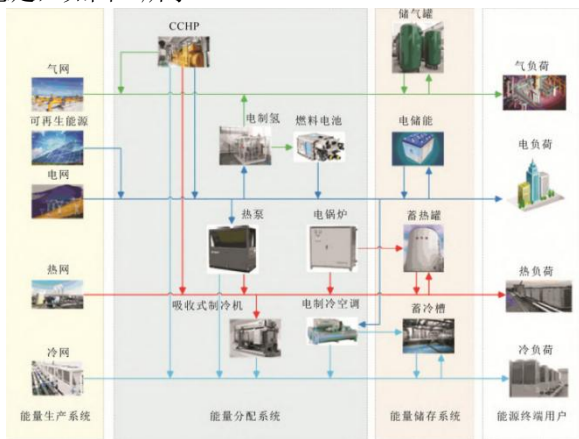 CCHP
储气罐
气网
气负荷
可再生能源
电制氢
燃料电池
电储能
电负荷
电网
热泵
电锅炉
蓄热罐
热网
热负荷
吸收式制冷机
电制冷空调
蓄冷槽
冷网
冷负荷
能量生产系统
能量分配系统
能量储存系统
能源终端用户